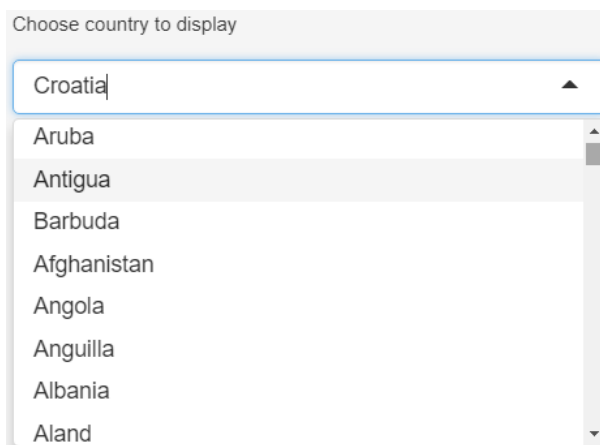 Choose country to display
Croatia
Aruba
Antigua
Barbuda
Afghanistan
Angola
Anguilla
Albania
Aland